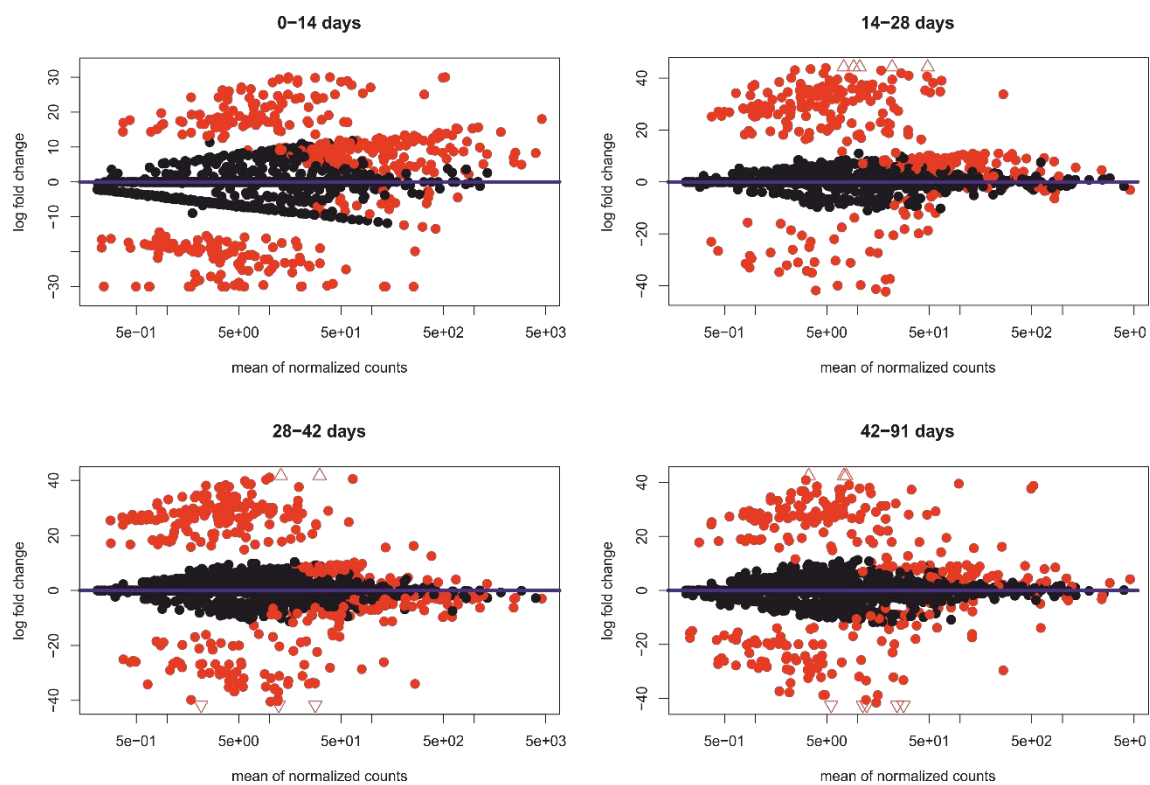 0−14 days
log fold change
30
20
10
0
−10
−30
5e−01 5e+00 5e+01 5e+02 5e+03
mean of normalized counts
14−28 days
log fold change
40
20
0
−20
−40
5e−01 5e+00 5e+01 5e+02 5e+0
mean of normalized counts
28−42 days
log fold change
40
20
0
−20
−40
5e−01 5e+00 5e+01 5e+02 5e+03
mean of normalized counts
42−91 days
log fold change
40
20
0
−20
−40
5e−01 5e+00 5e+01 5e+02 5e+0
mean of normalized counts